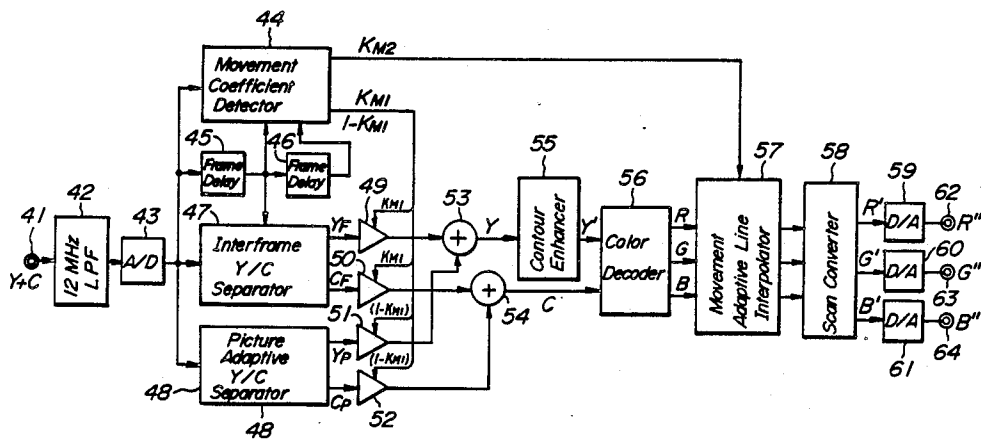 44
Movement
Coefficient
Detector
KM2
KM1
1-KM1
45
Frame
Delay
46
Frame
Delay
41
Y+C
42
12 MHz
LPF
43
A/D
47
Interframe
Y/C
Separator
YF
CF
49
KM1
50
KM1
48
Picture
Adaptive
Y/C
Separator
48
YP
CP
51
(1-KM1)
(1-KM1)
52
53
Y
54
C
55
Contour
Enhancer
Y'
56
Color
Decoder
R
G
B
57
Movement
Adaptive Line
Interpolator
58
Scan Converter
R'
G'
B'
59
D/A
62
R"
D/A
60
G"
63
D/A
61
B"
64